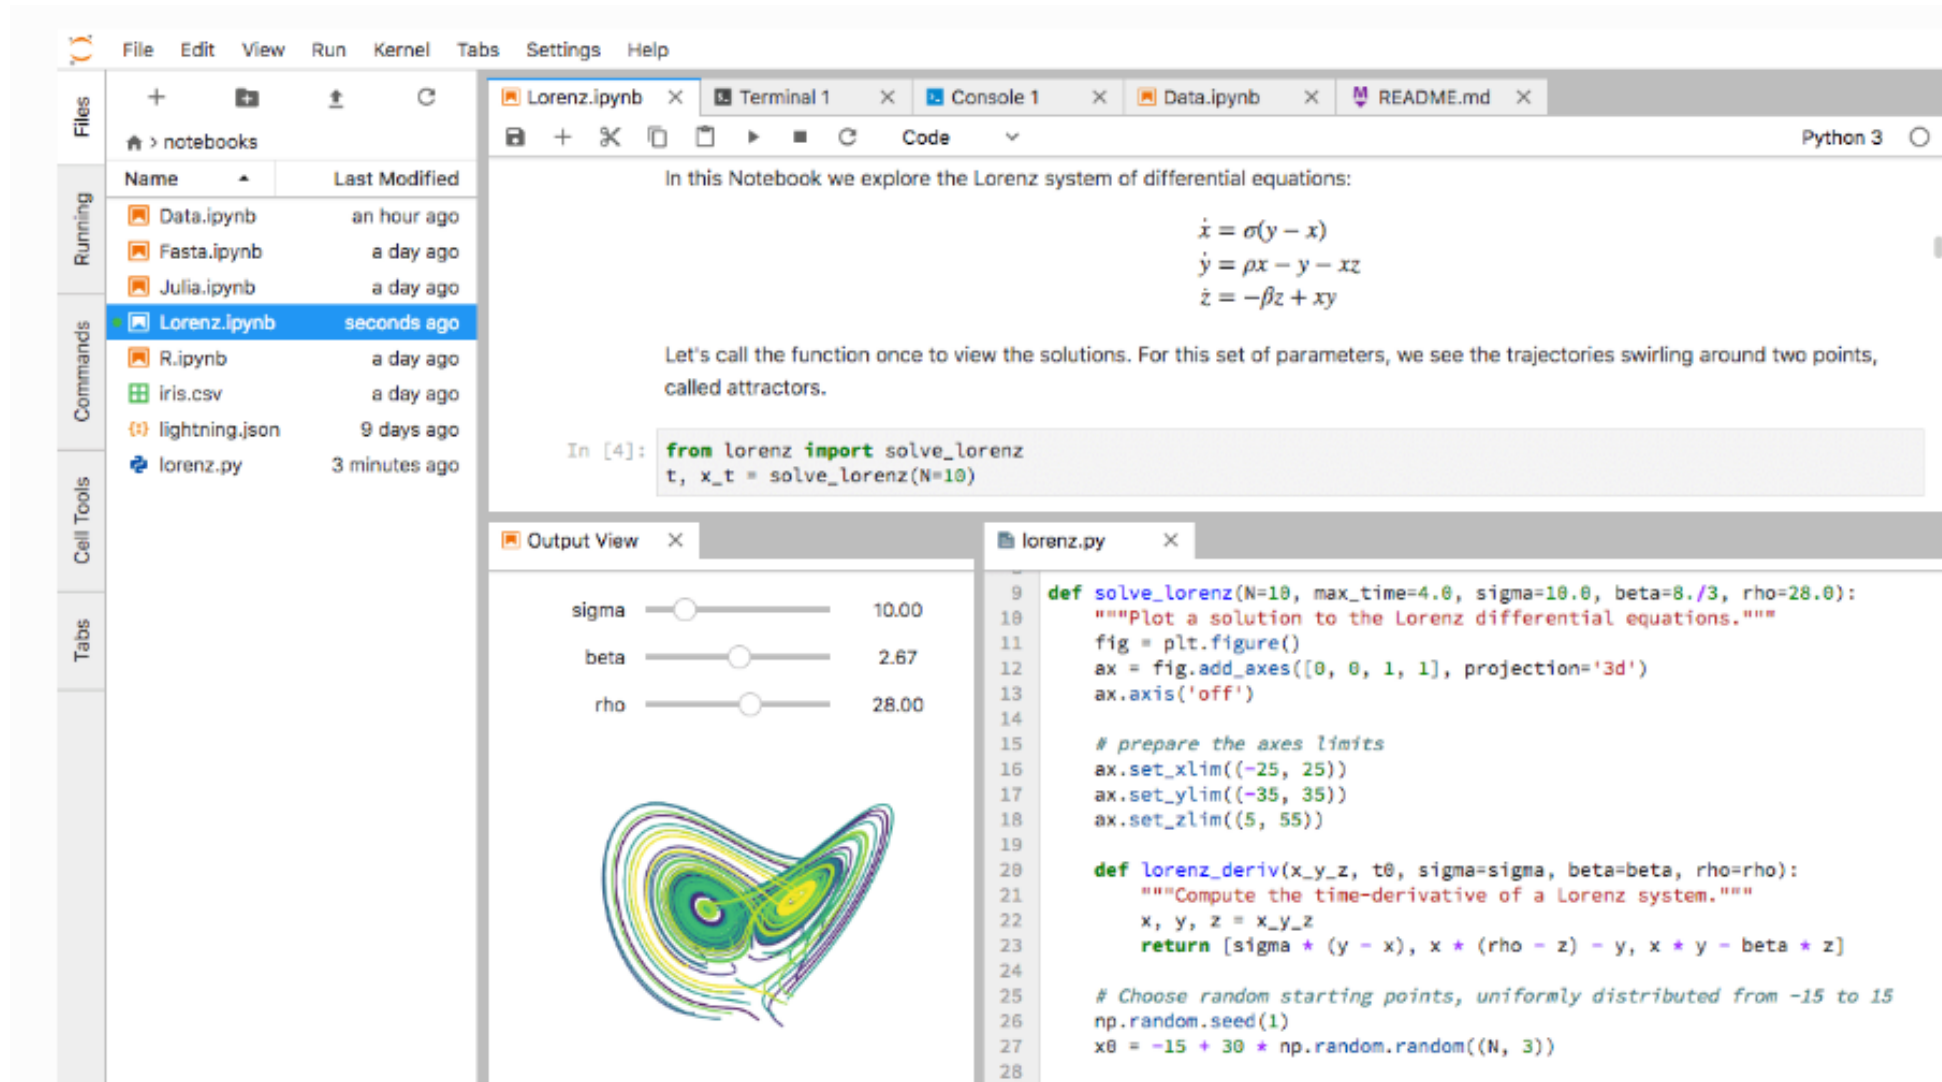 File Edit View Run Kernel Tabs Settings Help
Files
Running
Commands
Cell Tools
Tabs
> notebooks
Name Last Modified
Data.ipynb an hour ago
Fasta.ipynb a day ago
Julia.ipynb a day ago
Lorenz.ipynb seconds ago
R.ipynb a day ago
iris.csv a day ago
lightning.json 9 days ago
lorenz.py 3 minutes ago
Lorenz.ipynb Terminal 1 Console 1 Data.ipynb README.md
Code Python 3
In this Notebook we explore the Lorenz system of differential equations:
ẋ = σ(y − x)
ẏ = ρx − y − xz
ż = −βz + xy
Let's call the function once to view the solutions. For this set of parameters, we see the trajectories swirling around two points,
called attractors.
In [4]: from lorenz import solve_lorenz
t, x_t = solve_lorenz(N=10)
Output View
sigma 10.00
beta 2.67
rho 28.00
lorenz.py
9 def solve_lorenz(N=10, max_time=4.0, sigma=10.0, beta=8./3, rho=28.0):
10 """Plot a solution to the Lorenz differential equations."""
11 fig = plt.figure()
12 ax = fig.add_axes([0, 0, 1, 1], projection='3d')
13 ax.axis('off')
14
15 # prepare the axes limits
16 ax.set_xlim((-25, 25))
17 ax.set_ylim((-35, 35))
18 ax.set_zlim((5, 55))
19
20 def lorenz_deriv(x_y_z, t0, sigma=sigma, beta=beta, rho=rho):
21 """Compute the time-derivative of a Lorenz system."""
22 x, y, z = x_y_z
23 return [sigma * (y - x), x * (rho - z) - y, x * y - beta * z]
24
25 # Choose random starting points, uniformly distributed from -15 to 15
26 np.random.seed(1)
27 x0 = -15 + 30 * np.random.random((N, 3))
28